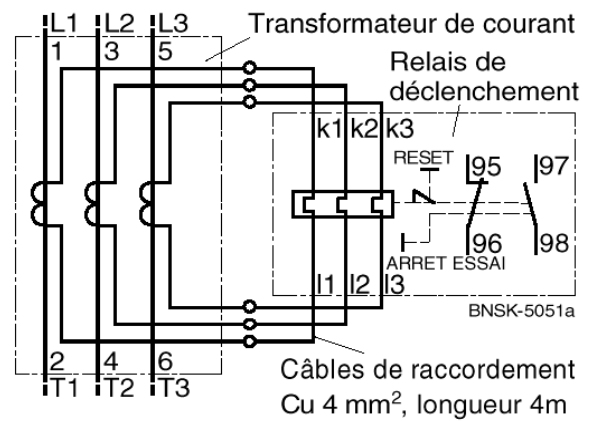 L1 L2 L3 Transformateur de courant
1 3 5
Relais de
déclenchement
k1 k2 k3
RESET 95 97
96 98
ARRET ESSAI
l1 l2 l3
BNSK-5051a
2 4 6
T1 T2 T3
Câbles de raccordement
Cu 4 mm², longueur 4m